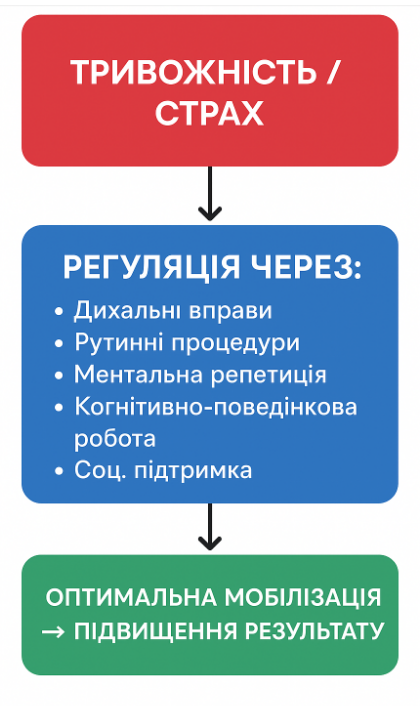 ТРИВОЖНІСТЬ /
СТРАХ
РЕГУЛЯЦІЯ ЧЕРЕЗ:
• Дихальні вправи
• Рутинні процедури
• Ментальна репетиція
• Когнітивно-поведінкова
робота
• Соц. підтримка
ОПТИМАЛЬНА МОБІЛІЗАЦІЯ
→ ПІДВИЩЕННЯ РЕЗУЛЬТАТУ